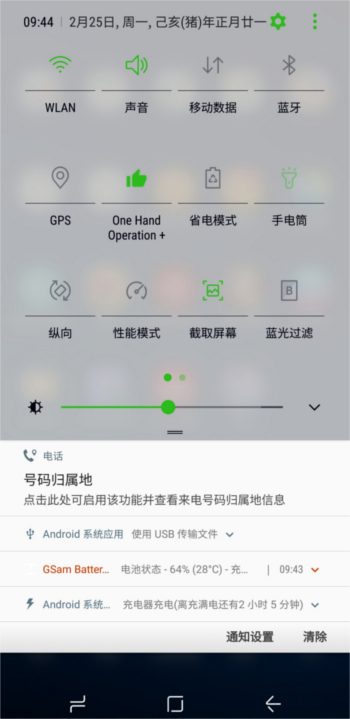 09:44 | 2月25日, 周一, 己亥(猪)年正月廿一
WLAN 声音 移动数据 蓝牙
GPS One Hand Operation + 省电模式 手电筒
纵向 性能模式 截取屏幕 蓝光过滤
电话
号码归属地
点击此处可启用该功能并查看来电号码归属地信息
Android 系统应用 使用 USB 传输文件
GSam Batter... 电池状态 - 64% (28°C) - 充... | 09:43
Android 系统... 充电器充电(离充满电还有2 小时 5 分钟)
通知设置 清除